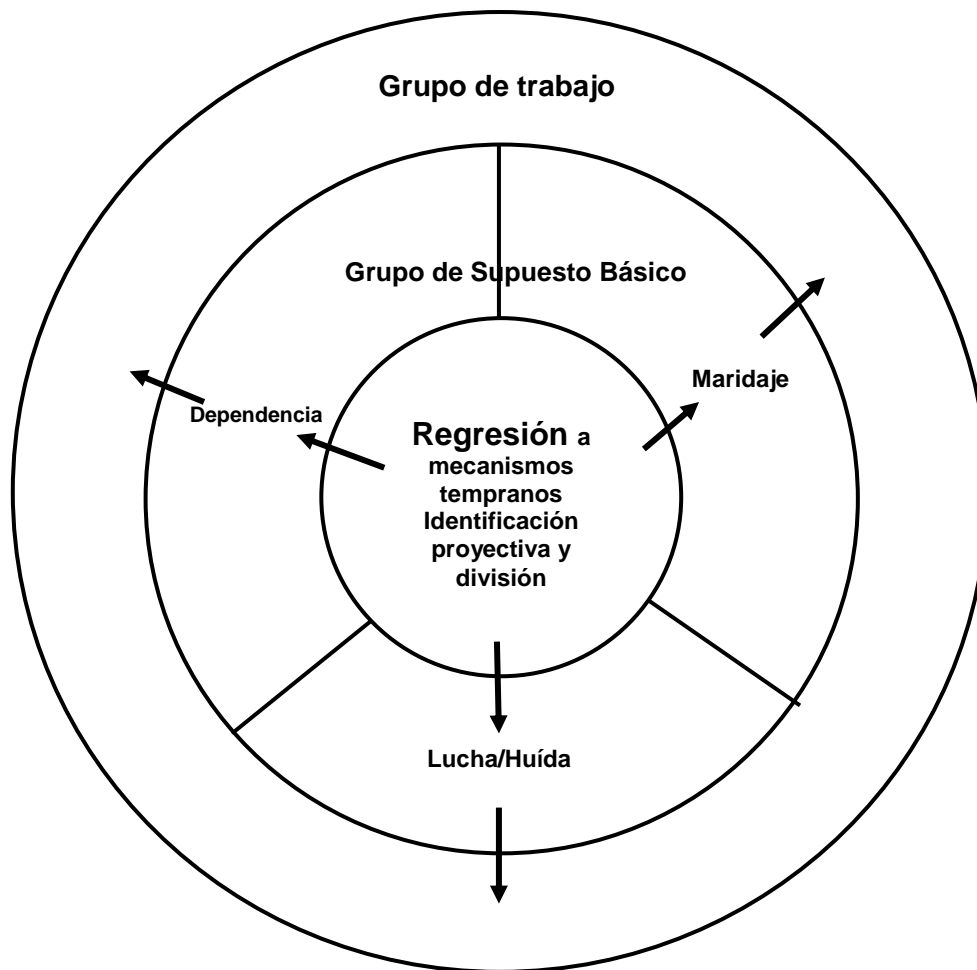 Grupo de trabajo
Grupo de Supuesto Básico
Maridaje
Dependencia
Regresión a
mecanismos
tempranos
Identificación
proyectiva y
división
Lucha/Huída